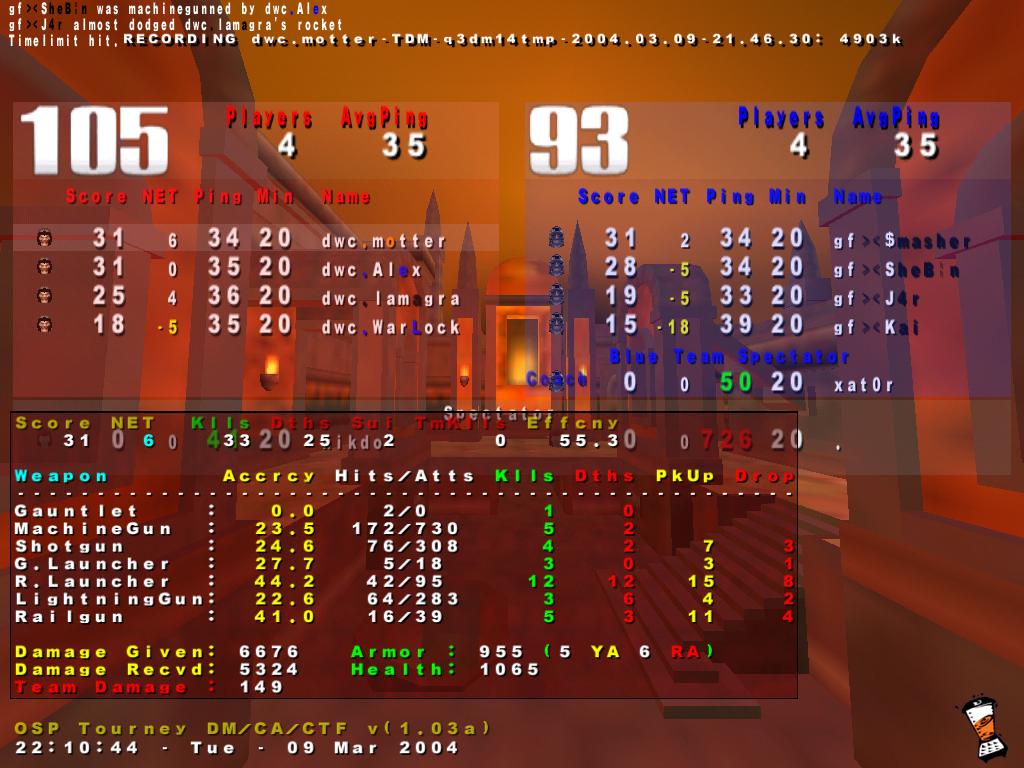 gf><SheBin was machinegunned by dwc.Alex
gf><J4r almost dodged dwc.lamagra's rocket
Timelimit hit.
RECORDING dwc.motter-TDM-q3dm14tmp-2004.03.09-21.46.30: 4903k
105 Players AvgPing
4 35
93 Players AvgPing
4 35
Score NET Ping Min Name
31 6 34 20 dwc.motter
31 0 35 20 dwc.Alex
25 4 36 20 dwc.lamagra
18 -5 35 20 dwc.WarLock
Score NET Ping Min Name
31 2 34 20 gf><$masher
28 -5 34 20 gf><SheBin
19 -5 33 20 gf><J4r
15 -18 39 20 gf><Kai
Blue Team Spectator
Coach 0 0 50 20 xat0r
Spectator
Score NET Klls Dths Sui TmKlls Effcny
31 6 33 25 2 0 55.3
0 726 20 .
Weapon Accrcy Hits/Atts Klls Dths PkUp Drop
Gauntlet : 0.0 2/0 1 0
MachineGun : 23.5 172/730 5 2
Shotgun : 24.6 76/308 4 2 7 3
G.Launcher : 27.7 5/18 3 0 3 1
R.Launcher : 44.2 42/95 12 12 15 8
LightningGun: 22.6 64/283 3 6 4 2
Railgun : 41.0 16/39 5 3 11 4
Damage Given: 6676 Armor : 955 (5 YA 6 RA)
Damage Recvd: 5324 Health: 1065
Team Damage : 149
OSP Tourney DM/CA/CTF v(1.03a)
22:10:44 - Tue - 09 Mar 2004